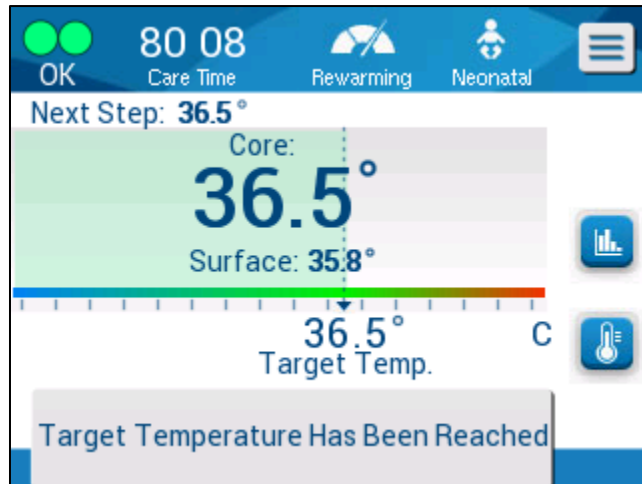 OK
80 08
Care Time
Rewarming
Neonatal
Next Step: 36.5°
Core:
36.5°
Surface: 35.8°
36.5°
C
Target Temp.
Target Temperature Has Been Reached